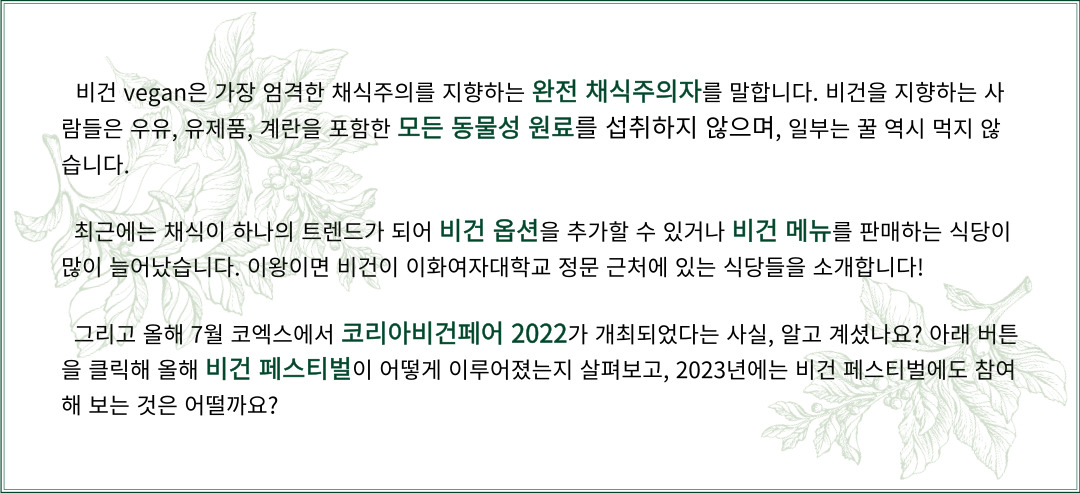 비건 vegan은 가장 엄격한 채식주의를 지향하는 완전 채식주의자를 말합니다. 비건을 지향하는 사
람들은 우유, 유제품, 계란을 포함한 모든 동물성 원료를 섭취하지 않으며, 일부는 꿀 역시 먹지 않
습니다.
최근에는 채식이 하나의 트렌드가 되어 비건 옵션을 추가할 수 있거나 비건 메뉴를 판매하는 식당이
많이 늘어났습니다. 이왕이면 비건이 이화여자대학교 정문 근처에 있는 식당들을 소개합니다!
그리고 올해 7월 코엑스에서 코리아비건페어 2022가 개최되었다는 사실, 알고 계셨나요? 아래 버튼
을 클릭해 올해 비건 페스티벌이 어떻게 이루어졌는지 살펴보고, 2023년에는 비건 페스티벌에도 참여
해 보는 것은 어떨까요?